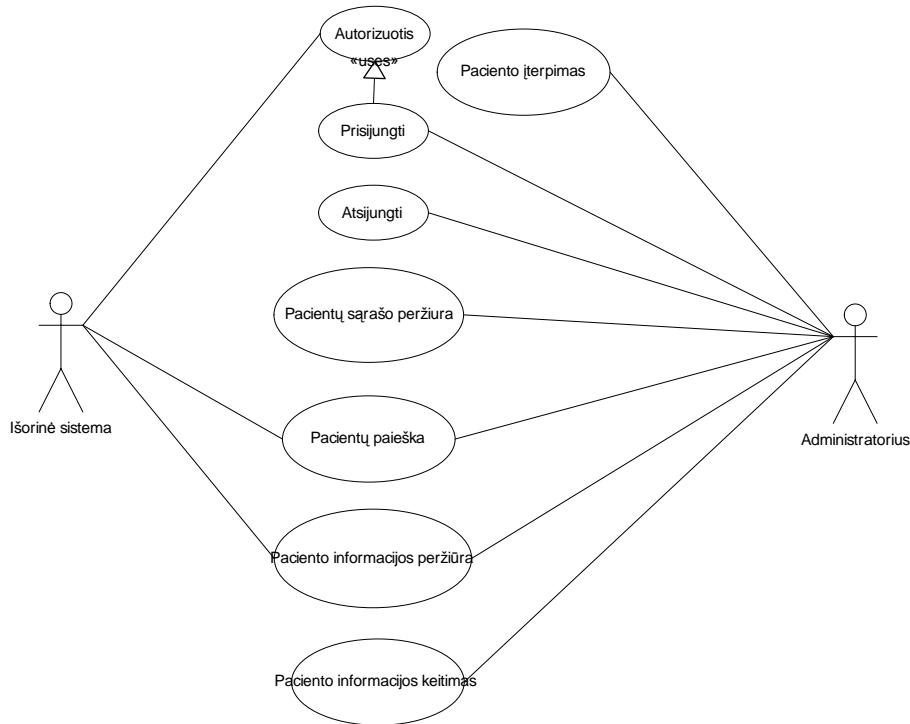 Autorizuotis
«uses»
Paciento įterpimas
Prisijungti
Atsijungti
Pacientų sąrašo peržiura
Išorinė sistema
Pacientų paieška
Administratorius
Paciento informacijos peržiūra
Paciento informacijos keitimas